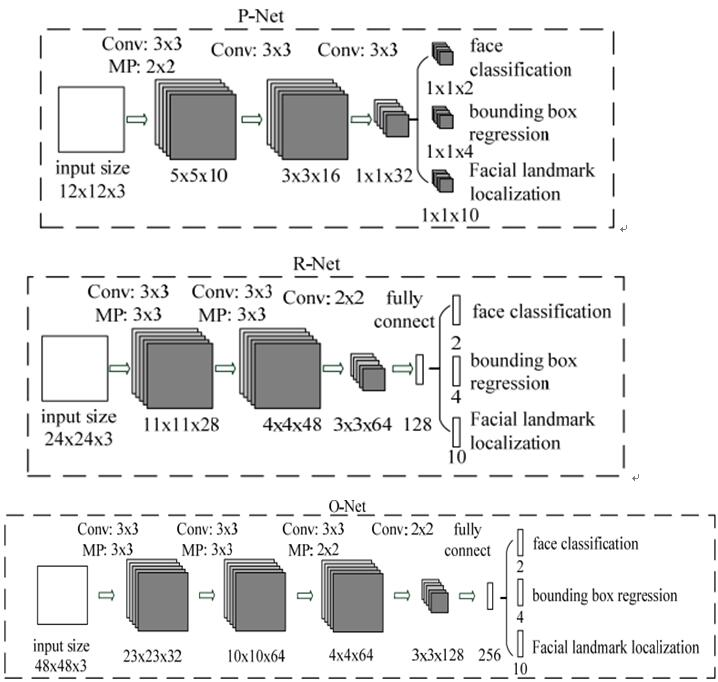 P-Net
Conv: 3x3
MP: 2x2
Conv: 3x3
Conv: 3x3
face
classification
1x1x2
bounding box
regression
1x1x4
Facial landmark
localization
1x1x10
input size
12x12x3
5x5x10
3x3x16
1x1x32
R-Net
Conv: 3x3
MP: 3x3
Conv: 3x3
MP: 3x3
Conv: 2x2
fully
connect
face classification
2
bounding box
regression
4
Facial landmark
localization
10
input size
24x24x3
11x11x28
4x4x48
3x3x64
128
O-Net
Conv: 3x3
MP: 3x3
Conv: 3x3
MP: 3x3
Conv: 3x3
MP: 2x2
Conv: 2x2
fully
connect
face classification
2
bounding box regression
4
Facial landmark localization
10
input size
48x48x3
23x23x32
10x10x64
4x4x64
3x3x128
256